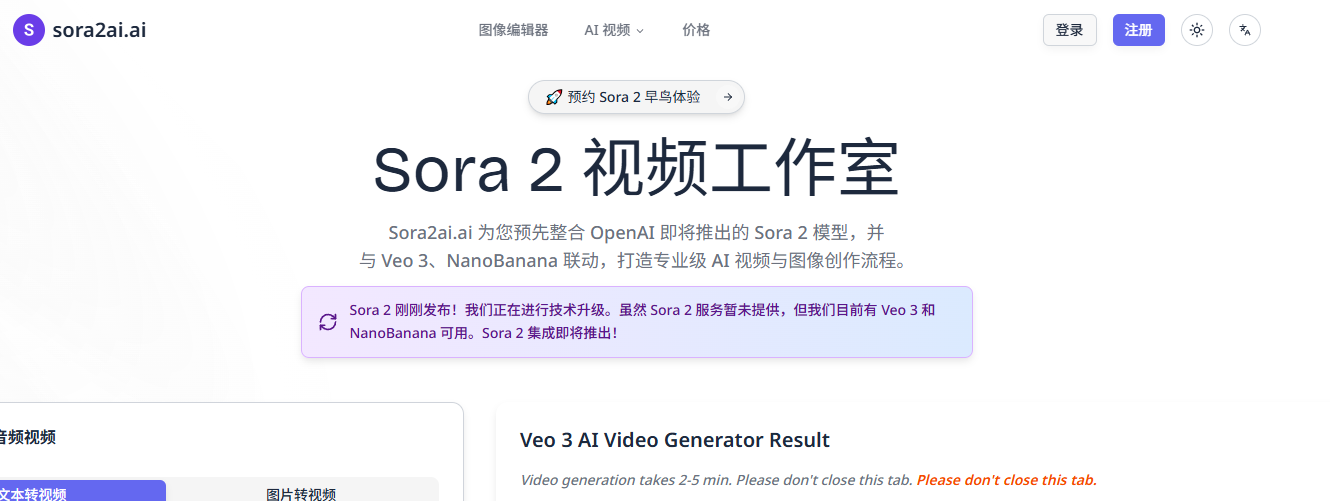 S sora2ai.ai
图像编辑器 AI 视频 价格
登录 注册
🚀 预约 Sora 2 早鸟体验 →
Sora 2 视频工作室
Sora2ai.ai 为您预先整合 OpenAI 即将推出的 Sora 2 模型，并
与 Veo 3、NanoBanana 联动，打造专业级 AI 视频与图像创作流程。
Sora 2 刚刚发布！我们正在进行技术升级。虽然 Sora 2 服务暂未提供，但我们目前有 Veo 3 和
NanoBanana 可用。Sora 2 集成即将推出！
音频视频
文本转视频 图片转视频
Veo 3 AI Video Generator Result
Video generation takes 2-5 min. Please don't close this tab. Please don't close this tab.